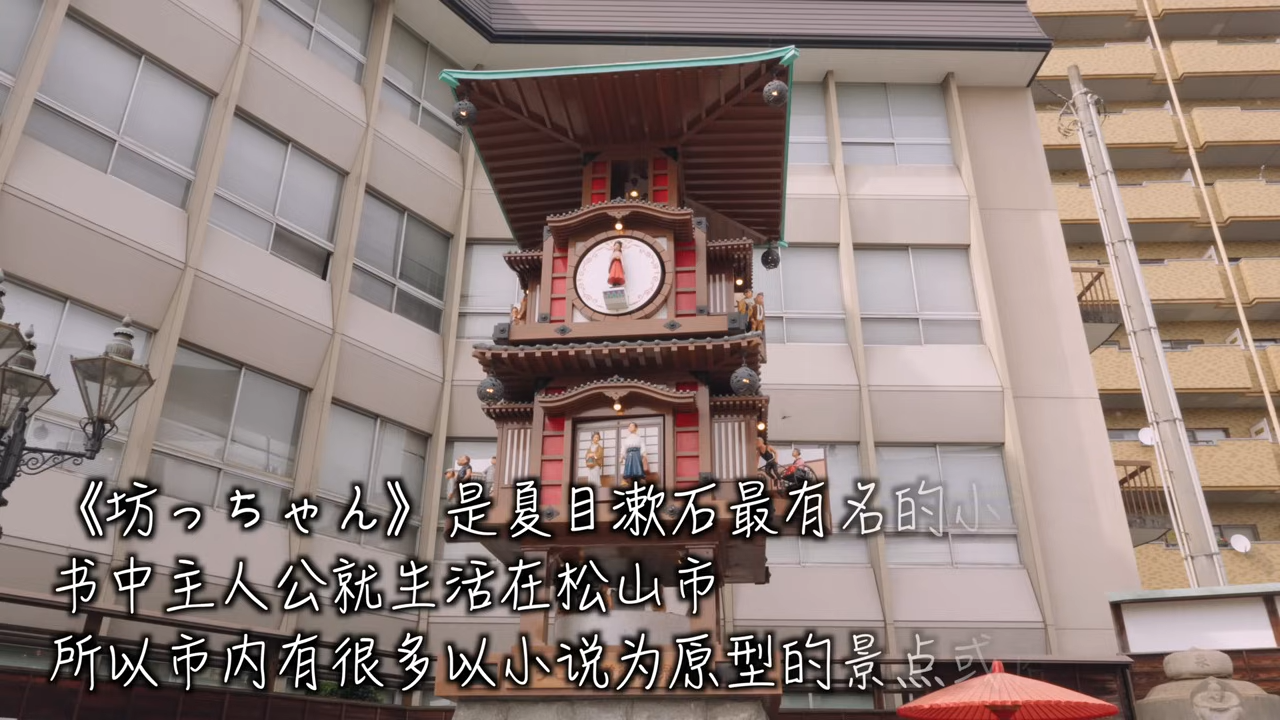 《坊っちゃん》是夏目漱石最有名的小
书中主人公就生活在松山市
所以市内有很多以小说为原型的景点或